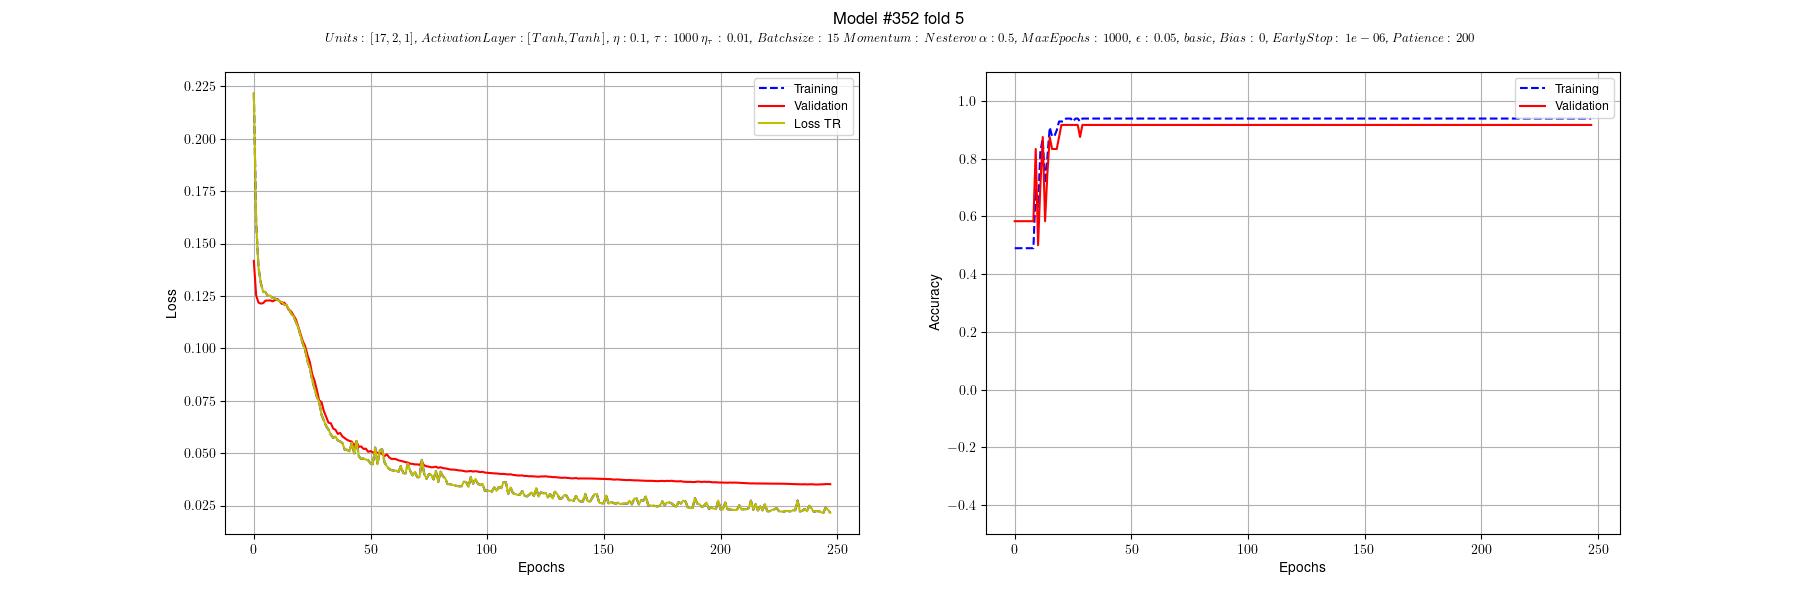 Model #352 fold 5
Units : [17, 2, 1], ActivationLayer : [Tanh, Tanh], η : 0.1, τ : 1000 ητ : 0.01, Batchsize : 15 Momentum : Nesterov α : 0.5, MaxEpochs : 1000, ϵ : 0.05, basic, Bias : 0, EarlyStop : 1e − 06, Patience : 200
0.225
0.200
0.175
0.150
0.125
0.100
0.075
0.050
0.025
Loss
0 50 100 150 200 250
Epochs
Training
Validation
Loss TR
1.0
0.8
0.6
0.4
0.2
0.0
−0.2
−0.4
Accuracy
0 50 100 150 200 250
Epochs
Training
Validation